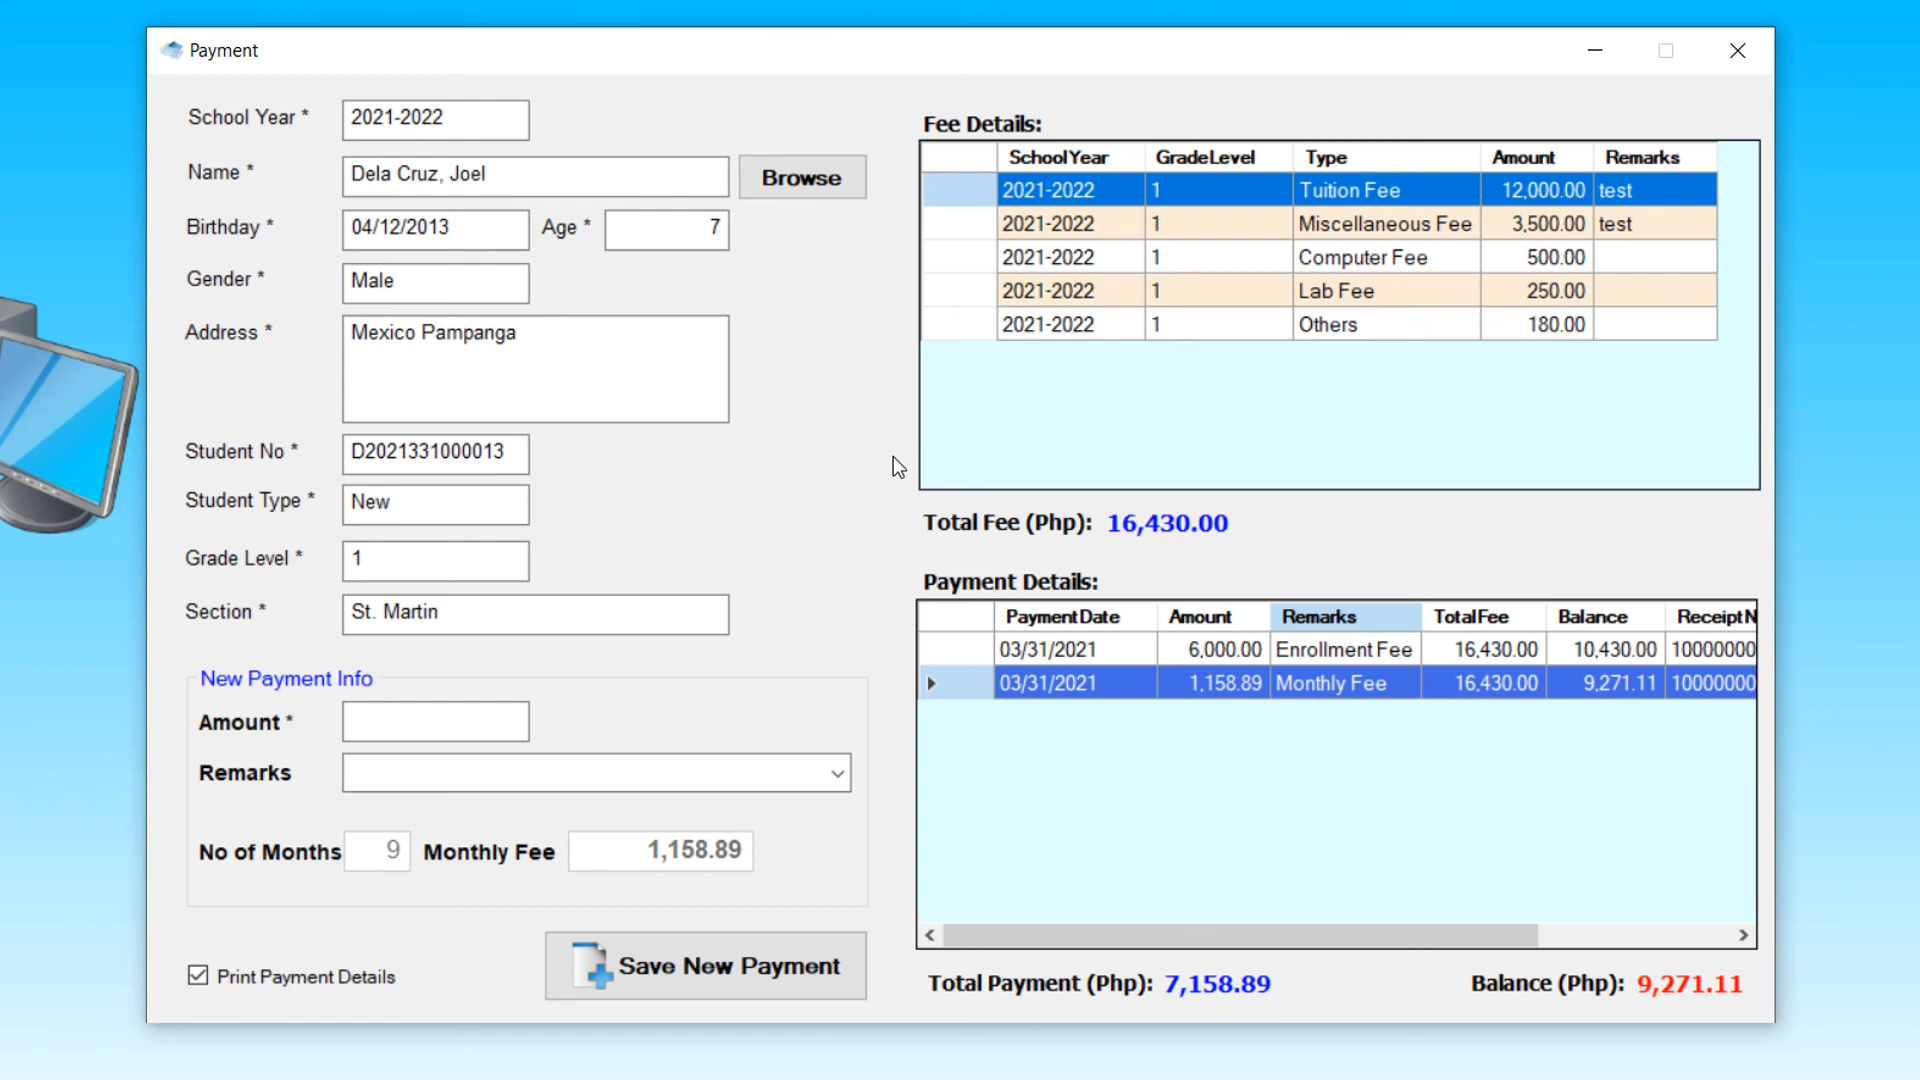 Payment
School Year *
2021-2022
Name *
Dela Cruz, Joel
Browse
Birthday *
04/12/2013
Age *
7
Gender *
Male
Address *
Mexico Pampanga
Student No *
D2021331000013
Student Type *
New
Grade Level *
1
Section *
St. Martin
New Payment Info
Amount *
Remarks
No of Months
9
Monthly Fee
1,158.89
Print Payment Details
Save New Payment
Fee Details:
SchoolYear GradeLevel Type Amount Remarks
2021-2022 1 Tuition Fee 12,000.00 test
2021-2022 1 Miscellaneous Fee 3,500.00 test
2021-2022 1 Computer Fee 500.00
2021-2022 1 Lab Fee 250.00
2021-2022 1 Others 180.00
Total Fee (Php): 16,430.00
Payment Details:
PaymentDate Amount Remarks TotalFee Balance ReceiptN
03/31/2021 6,000.00 Enrollment Fee 16,430.00 10,430.00 10000000
03/31/2021 1,158.89 Monthly Fee 16,430.00 9,271.11 10000000
Total Payment (Php): 7,158.89
Balance (Php): 9,271.11